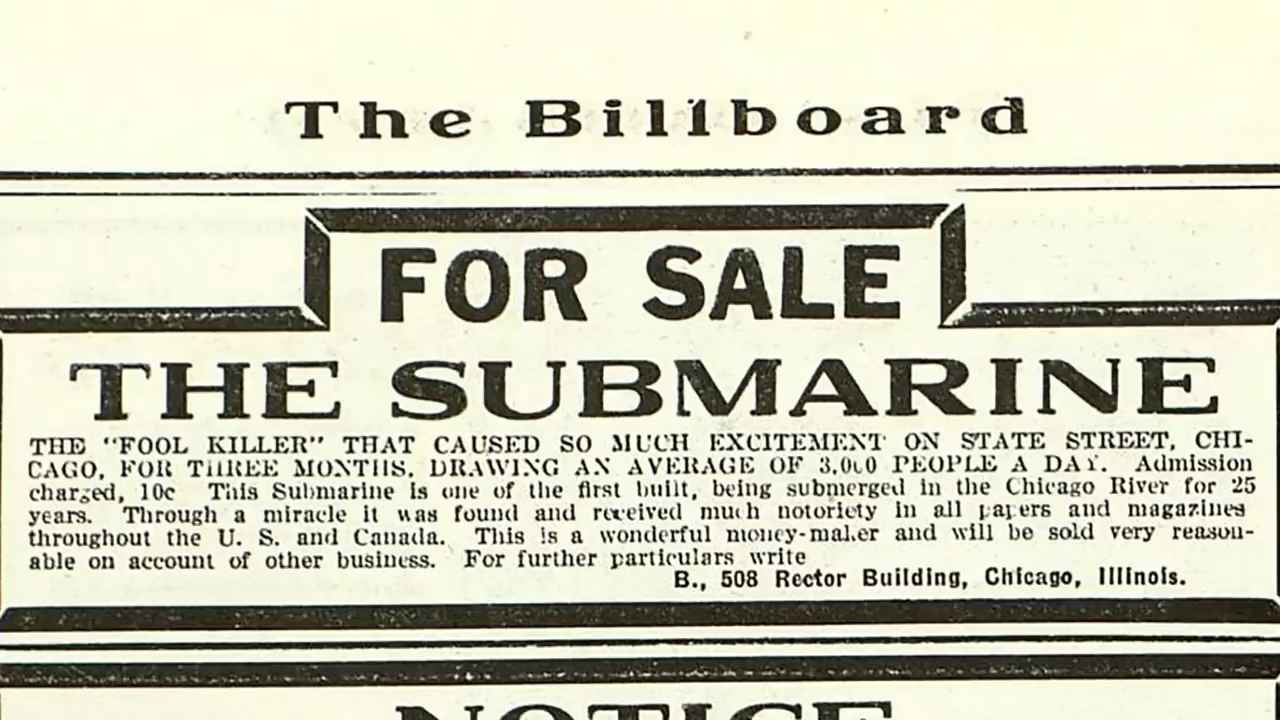 The Billboard
FOR SALE
THE SUBMARINE
THE "FOOL KILLER" THAT CAUSED SO MUCH EXCITEMENT ON STATE STREET, CHI-
CAGO, FOR THREE MONTHS, DRAWING AN AVERAGE OF 3,000 PEOPLE A DAY. Admission
charged, 10c This Submarine is one of the first built, being submerged in the Chicago River for 25
years. Through a miracle it was found and received much notoriety in all papers and magazines
throughout the U. S. and Canada. This is a wonderful money-maker and will be sold very reason-
able on account of other business. For further particulars write
B., 508 Rector Building, Chicago, Illinois.
NOTICE